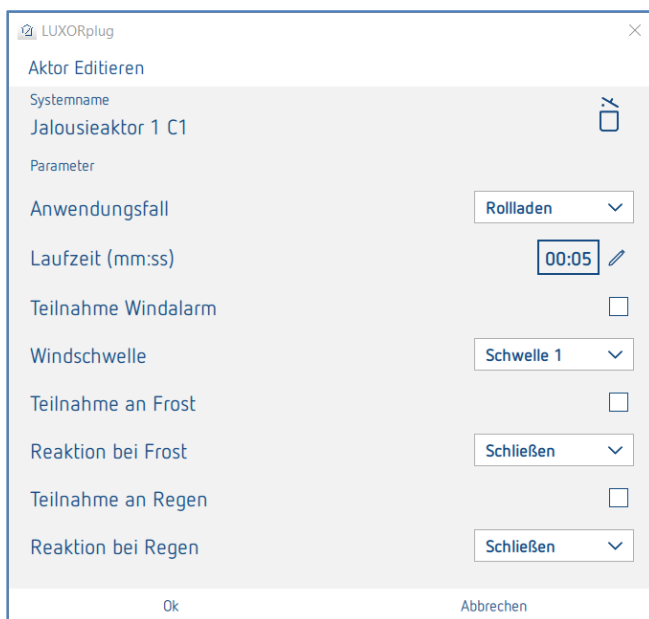 LUXORplug
Aktor Editieren
Systemname
Jalousieaktor 1 C1
Parameter
Anwendungsfall Rollladen
Laufzeit (mm:ss) 00:05
Teilnahme Windalarm
Windschwelle Schwelle 1
Teilnahme an Frost
Reaktion bei Frost Schließen
Teilnahme an Regen
Reaktion bei Regen Schließen
Ok Abbrechen